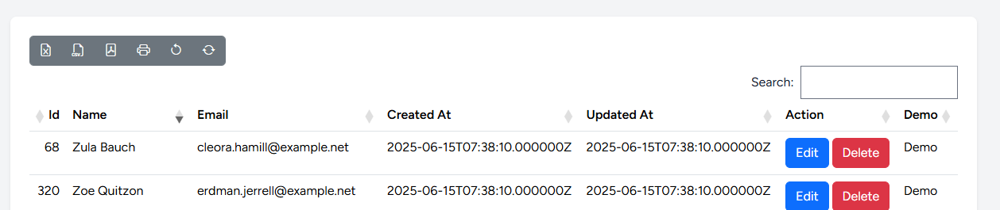 CSV
Search:
Id Name Email Created At Updated At Action Demo
68 Zula Bauch cleora.hamill@example.net 2025-06-15T07:38:10.000000Z 2025-06-15T07:38:10.000000Z Edit Delete Demo
320 Zoe Quitzon erdman.jerrell@example.net 2025-06-15T07:38:10.000000Z 2025-06-15T07:38:10.000000Z Edit Delete Demo